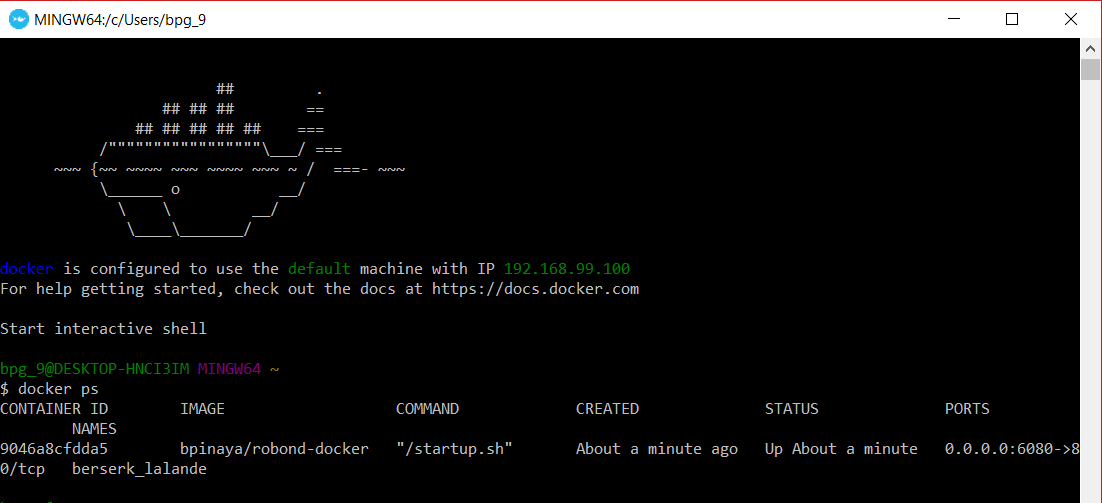 MINGW64:/c/Users/bpg_9
                        ##         .
                  ## ## ##        ==
               ## ## ## ## ##    ===
           /"""""""""""""""""\___/ ===
      ~~~ {~~ ~~~~ ~~~ ~~~~ ~~~ ~ /  ===- ~~~
           \______ o           __/
             \    \         __/
              \____\_______/
docker is configured to use the default machine with IP 192.168.99.100
For help getting started, check out the docs at https://docs.docker.com
Start interactive shell
bpg_9@DESKTOP-HNCI3IM MINGW64 ~
$ docker ps
CONTAINER ID        IMAGE                   COMMAND             CREATED              STATUS              PORTS
        NAMES
9046a8cfdda5        bpinaya/robond-docker   "/startup.sh"       About a minute ago   Up About a minute   0.0.0.0:6080->8
0/tcp   berserk_lalande